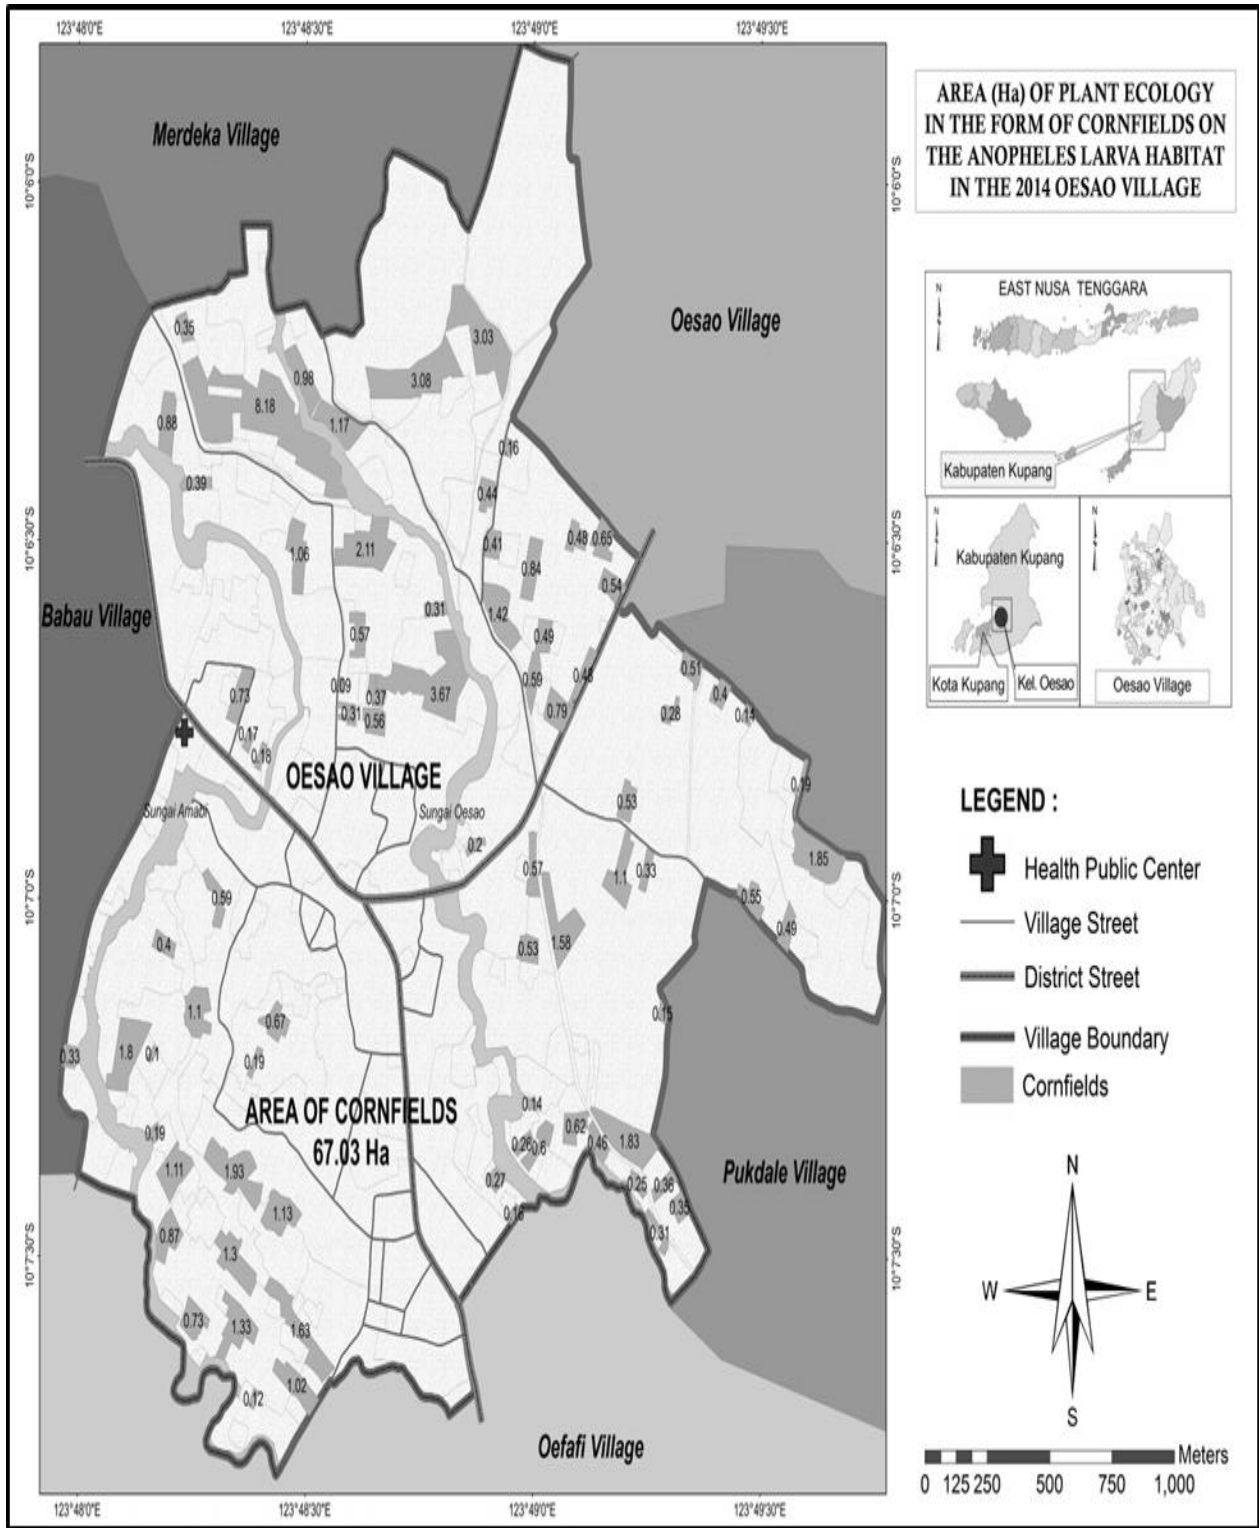 123°48'0"E
123°48'30"E
123°49'0"E
123°49'30"E
AREA (Ha) OF PLANT ECOLOGY
IN THE FORM OF CORNFIELDS ON
THE ANOPHELES LARVA HABITAT
IN THE 2014 OESAO VILLAGE
Merdeka Village
10°6'0"S
10°6'0"S
N
EAST NUSA TENGGARA
Oesao Village
0.35
3.03
0.98
3.08
8.18
0.88
1.17
0.16
Kabupaten Kupang
0.39
0.44
N
N
10°6'30"S
10°6'30"S
1.06
2.11
0.41
0.48
0.65
0.84
0.54
Kabupaten Kupang
Babau Village
0.31
1.42
0.57
0.49
0.51
0.09
0.37
3.67
0.59
0.48
0.4
Kota Kupang
Kel. Oesao
Oesao Village
0.73
0.31
0.56
0.79
0.28
0.14
0.17
0.18
OESAO VILLAGE
0.19
Sungai Amabi
Sungai Oesao
0.53
LEGEND :
0.2
0.57
1.1
0.33
1.85
Health Public Center
0.59
0.55
10°7'0"S
10°7'0"S
Village Street
0.4
0.53
1.58
0.49
District Street
1.1
0.67
0.15
Village Boundary
0.33
1.8
0.1
0.19
Cornfields
AREA OF CORNFIELDS
67.03 Ha
0.14
0.62
0.19
0.26
0.6
0.46
1.83
1.11
1.93
0.27
0.25
0.36
Pukdale Village
N
1.13
0.16
0.35
0.87
0.31
1.3
10°7'30"S
10°7'30"S
W
E
0.73
1.33
1.63
1.02
0.12
S
Oefafi Village
Meters
0
125
250
500
750
1,000
123°48'0"E
123°48'30"E
123°49'0"E
123°49'30"E